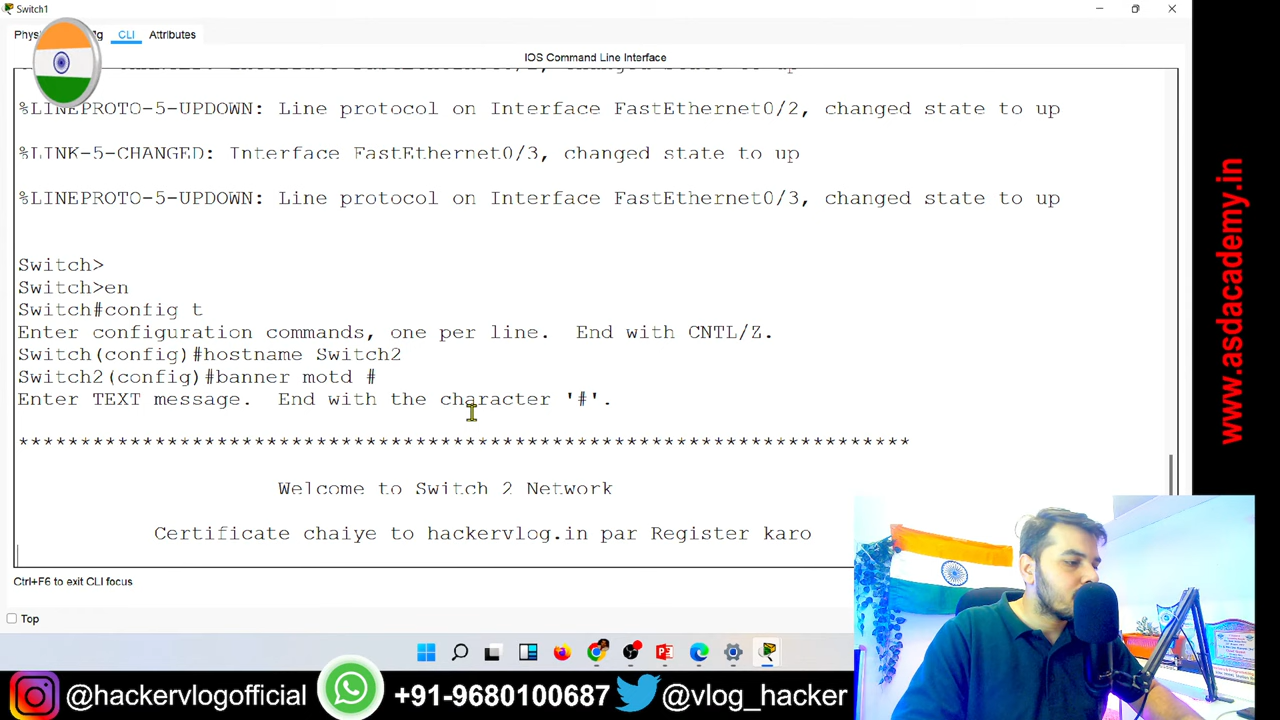 Switch1
CLI
Attributes
IOS Command Line Interface
%LINEPROTO-5-UPDOWN: Line protocol on Interface FastEthernet0/2, changed state to up
%LINK-5-CHANGED: Interface FastEthernet0/3, changed state to up
%LINEPROTO-5-UPDOWN: Line protocol on Interface FastEthernet0/3, changed state to up
Switch>
Switch>en
Switch#config t
Enter configuration commands, one per line. End with CNTL/Z.
Switch(config)#hostname Switch2
Switch2(config)#banner motd #
Enter TEXT message. End with the character '#'.
************************************************************************
Welcome to Switch 2 Network
Certificate chaiye to hackervlog.in par Register karo
Ctrl+F6 to exit CLI focus
Top
www.asdacademy.in
@hackervlogofficial
+91-9680100687
@vlog_hacker